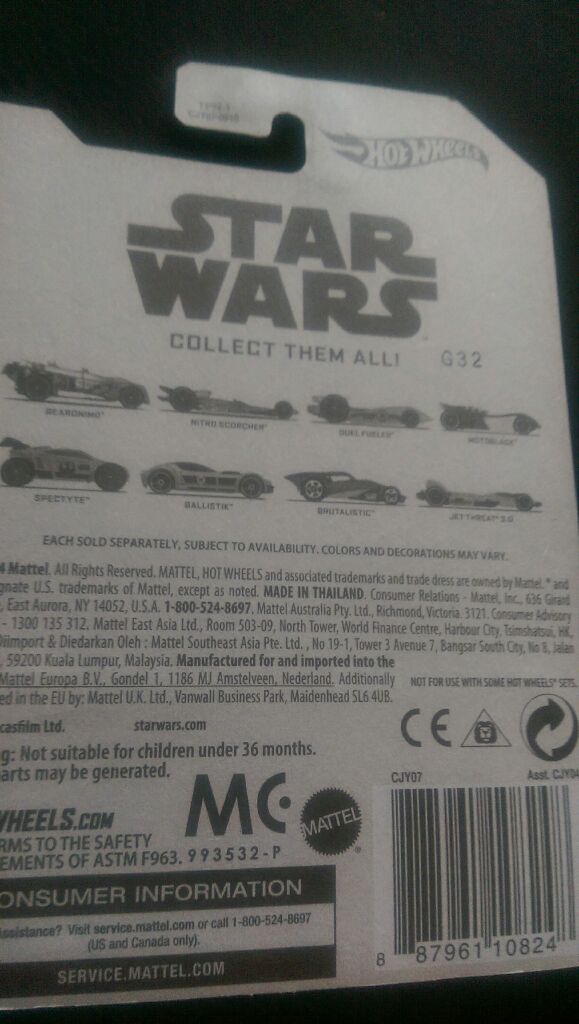 HOT WHEELS
STAR
WARS
COLLECT THEM ALL! G32
GEARONIMO™ NITRO SCORCHER™ DUEL FUELER™ MOTOBLADE™
SPECTYTE™ BALLISTIK™ BRUTALISTIC™ JET THREAT 3.0™
EACH SOLD SEPARATELY, SUBJECT TO AVAILABILITY. COLORS AND DECORATIONS MAY VARY.
4 Mattel. All Rights Reserved. MATTEL, HOT WHEELS and associated trademarks and trade dress are owned by Mattel. ® and
gnate U.S. trademarks of Mattel, except as noted. MADE IN THAILAND. Consumer Relations - Mattel, Inc., 636 Girard
, East Aurora, NY 14052, U.S.A. 1-800-524-8697. Mattel Australia Pty. Ltd., Richmond, Victoria. 3121. Consumer Advisory
- 1300 135 312. Mattel East Asia Ltd., Room 503-09, North Tower, World Finance Centre, Harbour City, Tsimshatsui, HK,
Diimport & Diedarkan Oleh : Mattel Southeast Asia Pte. Ltd. , No 19-1, Tower 3 Avenue 7, Bangsar South City, No 8, Jalan
, 59200 Kuala Lumpur, Malaysia. Manufactured for and imported into the
Mattel Europa B.V., Gondel 1, 1186 MJ Amstelveen, Nederland. Additionally
ed in the EU by: Mattel U.K. Ltd., Vanwall Business Park, Maidenhead SL6 4UB.
NOT FOR USE WITH SOME HOT WHEELS® SETS.
casfilm Ltd. starwars.com
CE
g: Not suitable for children under 36 months.
arts may be generated.
MC
MATTEL
®
WHEELS.COM
RMS TO THE SAFETY
EMENTS OF ASTM F963. 993532-P
CJY07 Asst. CJY04
ONSUMER INFORMATION
ssistance? Visit service.mattel.com or call 1-800-524-8697
(US and Canada only).
SERVICE.MATTEL.COM
8 87961 10824